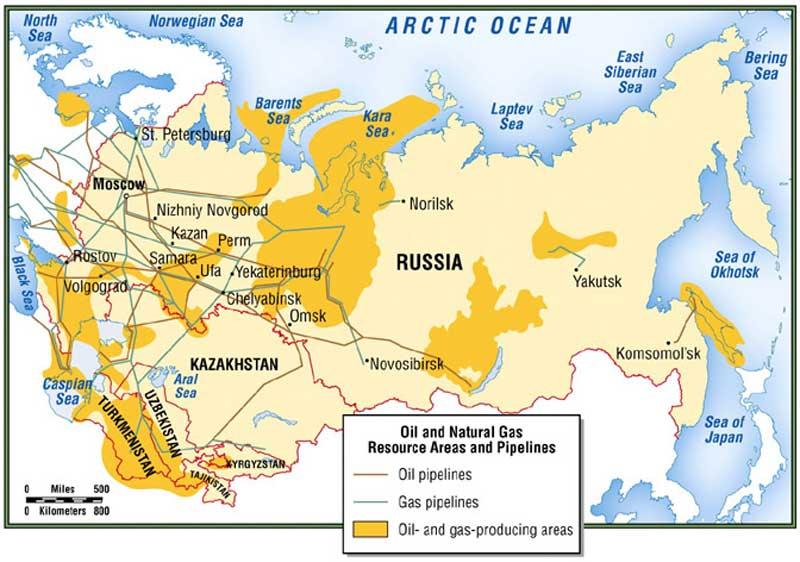 North
Sea
Norwegian Sea
ARCTIC OCEAN
East
Siberian
Sea
Bering
Sea
Barents
Sea
Kara
Sea
Laptev
Sea
St. Petersburg
Moscow
Norilsk
Nizhniy Novgorod
Kazan
Perm
RUSSIA
Sea of
Okhotsk
Rostov
Samara
Ufa
Yekaterinburg
Yakutsk
Black Sea
Volgograd
Chelyabinsk
Omsk
Novosibirsk
Komsomol'sk
KAZAKHSTAN
Caspian
Sea
Aral
Sea
TURKMENISTAN
UZBEKISTAN
KYRGYZSTAN
TAJIKISTAN
Sea of
Japan
0 Miles 500
0 Kilometers 800
Oil and Natural Gas
Resource Areas and Pipelines
Oil pipelines
Gas pipelines
Oil- and gas-producing areas